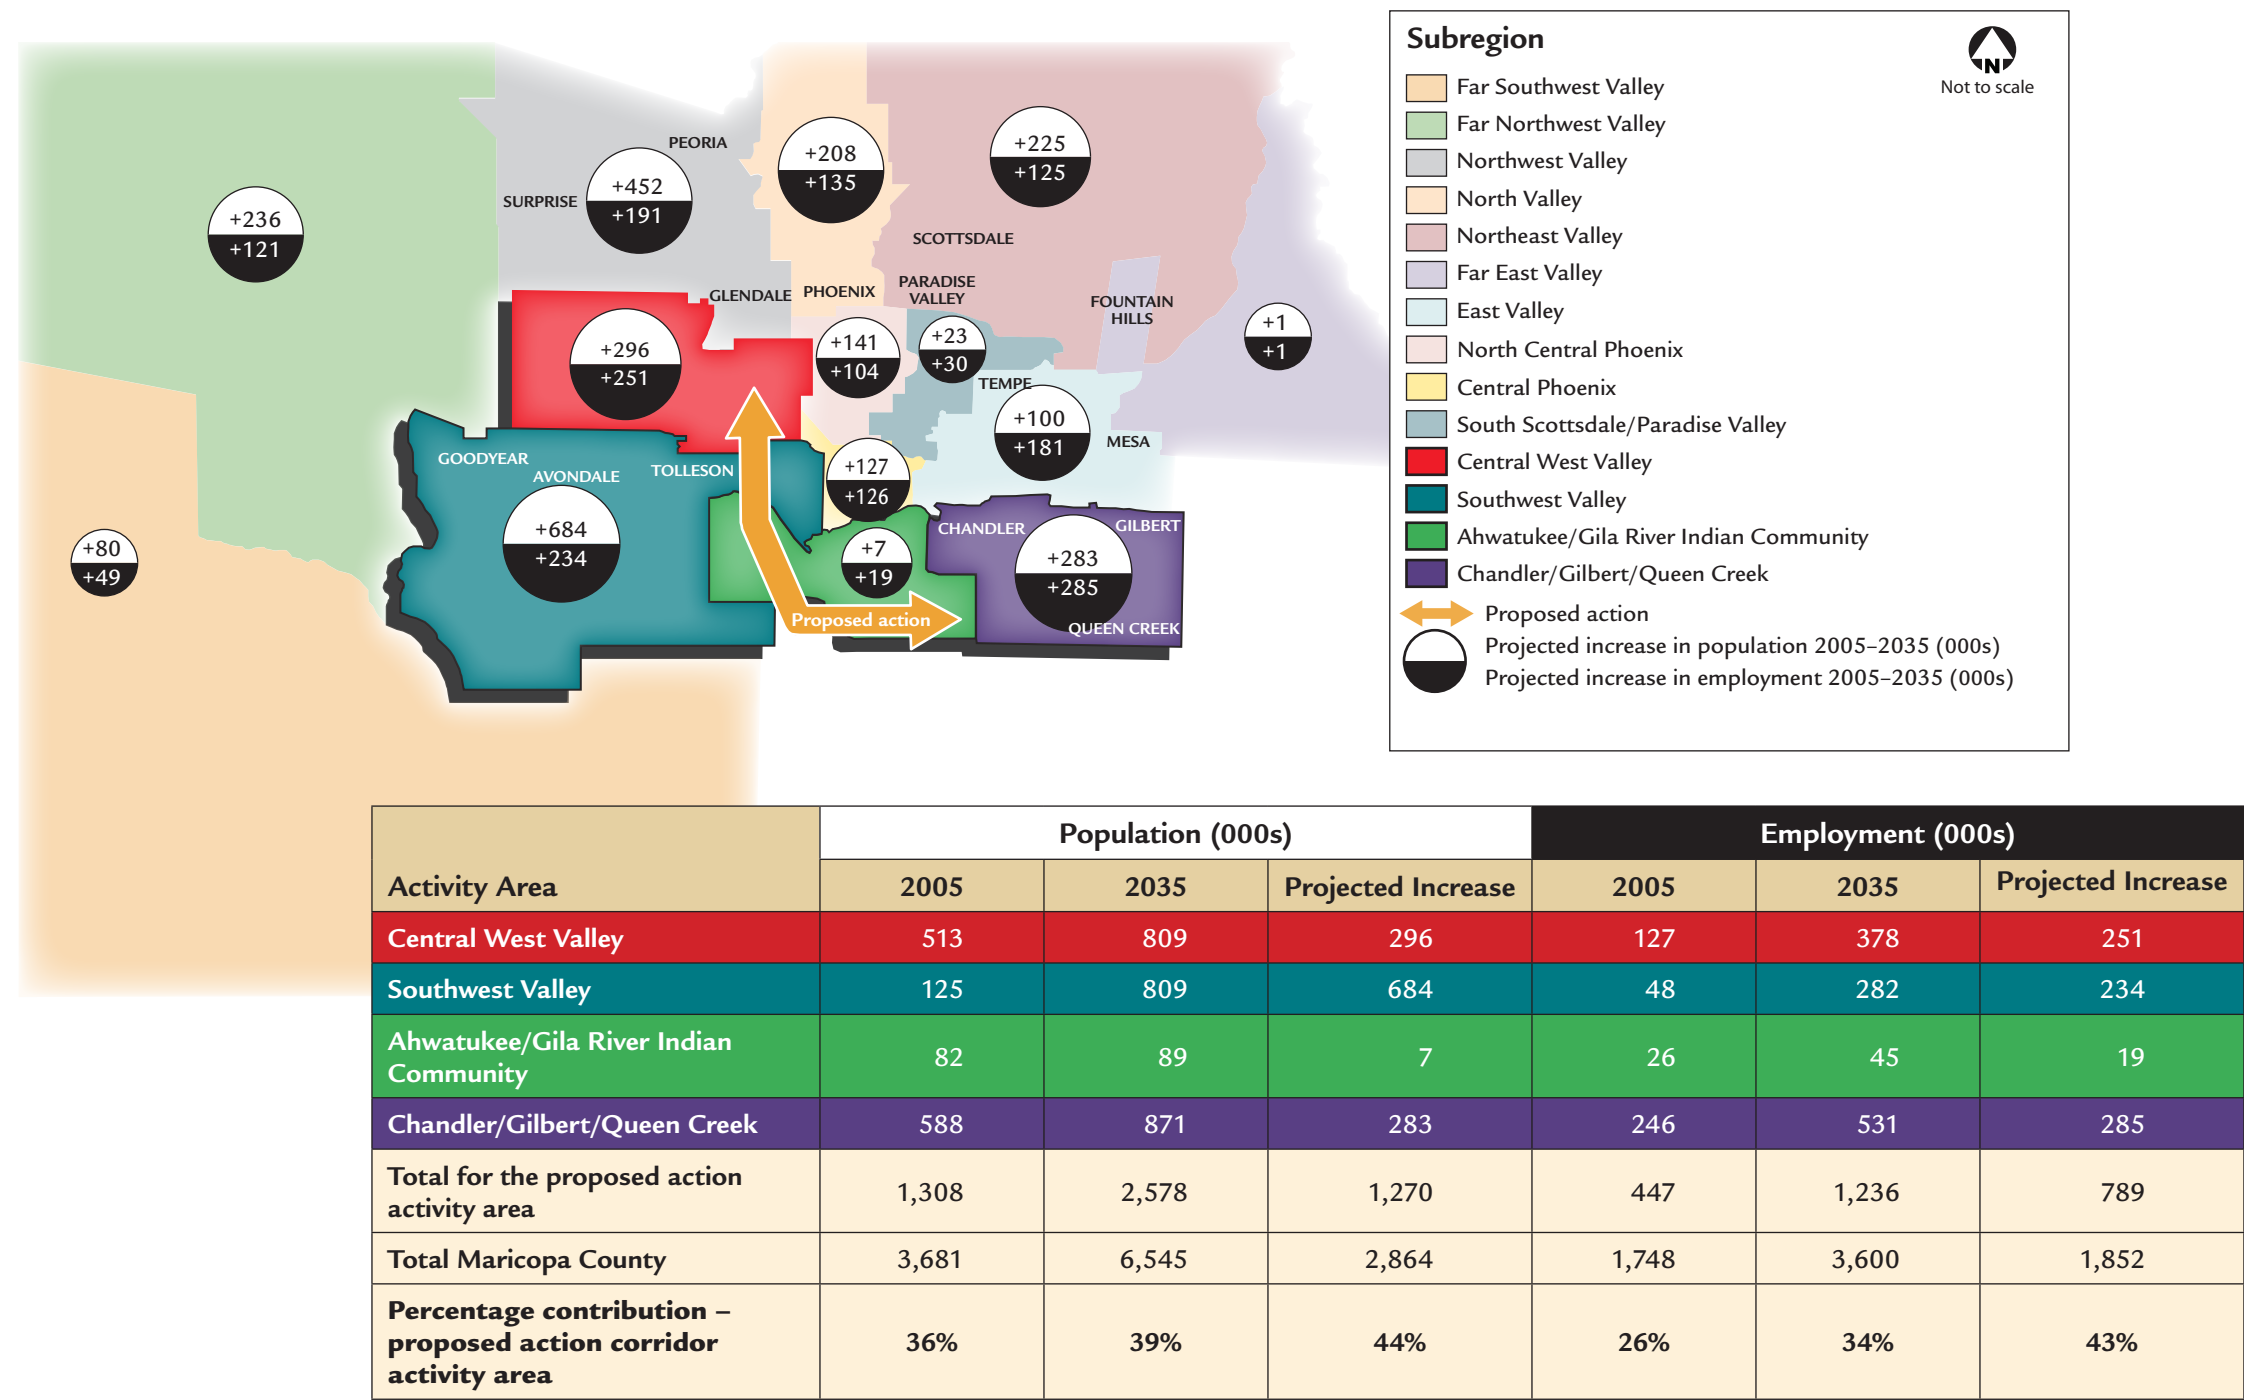 Subregion
N
Not to scale
Far Southwest Valley
Far Northwest Valley
Northwest Valley
North Valley
Northeast Valley
Far East Valley
East Valley
North Central Phoenix
Central Phoenix
South Scottsdale/Paradise Valley
Central West Valley
Southwest Valley
Ahwatukee/Gila River Indian Community
Chandler/Gilbert/Queen Creek
Proposed action
Projected increase in population 2005–2035 (000s)
Projected increase in employment 2005–2035 (000s)
PEORIA
SURPRISE
+452
+191
+208
+135
+225
+125
+236
+121
SCOTTSDALE
GLENDALE
PHOENIX
PARADISE
VALLEY
FOUNTAIN
HILLS
+296
+251
+141
+104
+23
+30
+1
+1
TEMPE
+100
+181
MESA
GOODYEAR
AVONDALE
TOLLESON
+127
+126
+684
+234
+80
+49
+7
+19
CHANDLER
GILBERT
+283
+285
QUEEN CREEK
Proposed action
Population (000s) Employment (000s)
Activity Area 2005 2035 Projected Increase 2005 2035 Projected Increase
Central West Valley 513 809 296 127 378 251
Southwest Valley 125 809 684 48 282 234
Ahwatukee/Gila River Indian
Community 82 89 7 26 45 19
Chandler/Gilbert/Queen Creek 588 871 283 246 531 285
Total for the proposed action
activity area 1,308 2,578 1,270 447 1,236 789
Total Maricopa County 3,681 6,545 2,864 1,748 3,600 1,852
Percentage contribution –
proposed action corridor 36% 39% 44% 26% 34% 43%
activity area